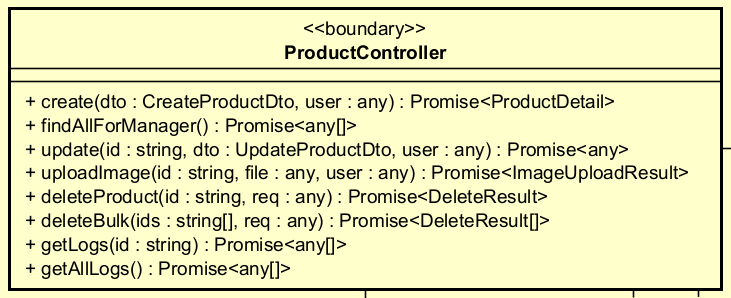 <<boundary>>
ProductController
+ create(dto : CreateProductDto, user : any) : Promise<ProductDetail>
+ findAllForManager() : Promise<any[]>
+ update(id : string, dto : UpdateProductDto, user : any) : Promise<any>
+ uploadImage(id : string, file : any, user : any) : Promise<ImageUploadResult>
+ deleteProduct(id : string, req : any) : Promise<DeleteResult>
+ deleteBulk(ids : string[], req : any) : Promise<DeleteResult[]>
+ getLogs(id : string) : Promise<any[]>
+ getAllLogs() : Promise<any[]>